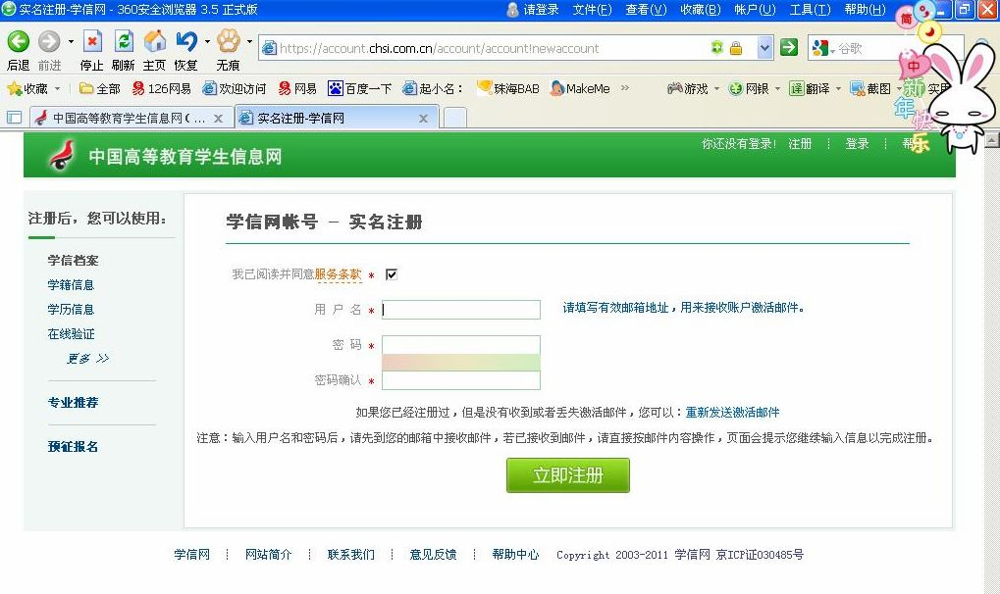 实名注册-学信网 - 360安全浏览器 3.5 正式版 请登录 文件(F) 查看(V) 收藏(B) 帐户(U) 工具(T) 帮助(H)
简
后退 前进 停止 刷新 主页 恢复 无痕 https://account.chsi.com.cn/account/account!newaccount 谷歌
收藏 全部 126网易 欢迎访问 网易 百度一下 起小名： 珠海BAB MakeMe » 游戏 网银 译 翻译 截图 实用
中
新年快乐
中国高等教育学生信息网( ... 实名注册-学信网
中国高等教育学生信息网 你还没有登录! 注册 登录
注册后，您可以使用：
学信档案
学籍信息
学历信息
在线验证
更多 >>
专业推荐
预征报名
学信网帐号 － 实名注册
我已阅读并同意服务条款 *
用 户 名 * 请填写有效邮箱地址，用来接收账户激活邮件。
密 码 *
密码确认 *
如果您已经注册过，但是没有收到或者丢失激活邮件，您可以：重新发送激活邮件
注意：输入用户名和密码后，请先到您的邮箱中接收邮件，若已接收到邮件，请直接按邮件内容操作，页面会提示您继续输入信息以完成注册。
立即注册
学信网 网站简介 联系我们 意见反馈 帮助中心 Copyright 2003-2011 学信网 京ICP证030485号